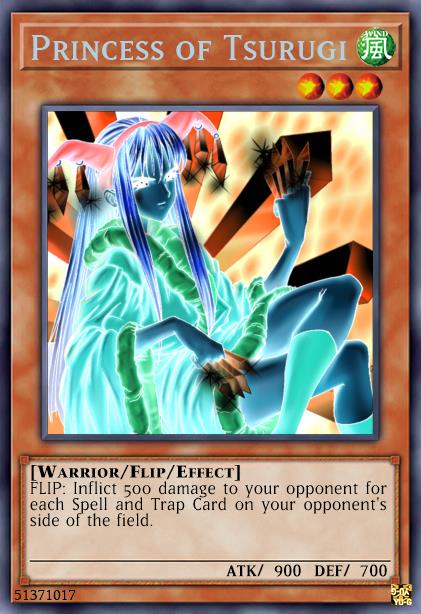 Princess of Tsurugi
WIND
風
[Warrior/Flip/Effect]
FLIP: Inflict 500 damage to your opponent for
each Spell and Trap Card on your opponent's
side of the field.
ATK/ 900 DEF/ 700
51371017